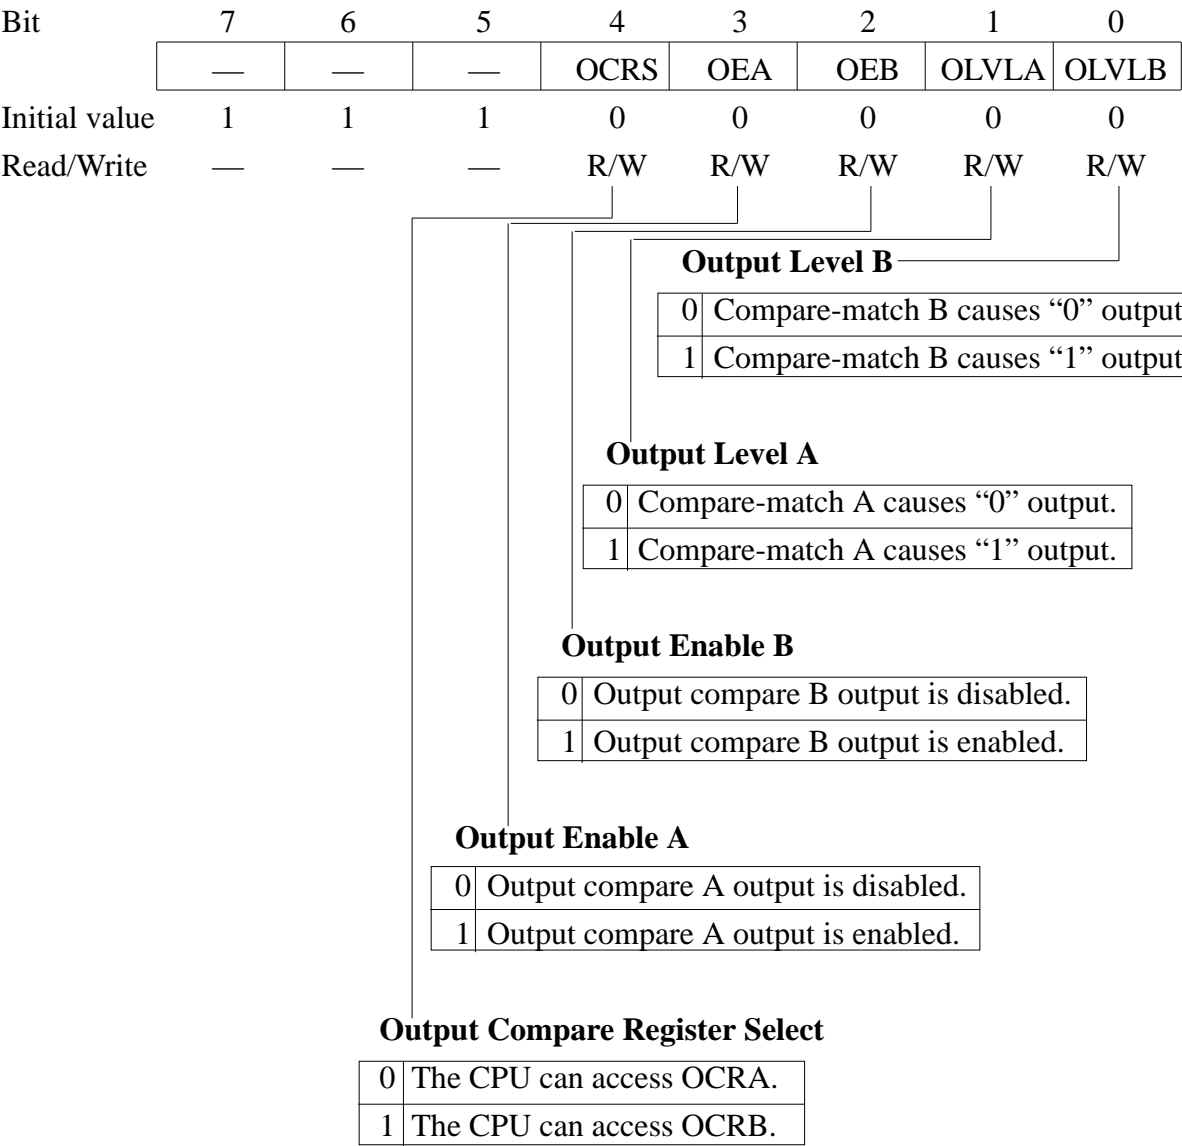 Bit 7 6 5 4 3 2 1 0
— — — OCRS OEA OEB OLVLA OLVLB
Initial value 1 1 1 0 0 0 0 0
Read/Write — — — R/W R/W R/W R/W R/W
Output Level B
0 Compare-match B causes “0” output
1 Compare-match B causes “1” output
Output Level A
0 Compare-match A causes “0” output.
1 Compare-match A causes “1” output.
Output Enable B
0 Output compare B output is disabled.
1 Output compare B output is enabled.
Output Enable A
0 Output compare A output is disabled.
1 Output compare A output is enabled.
Output Compare Register Select
0 The CPU can access OCRA.
1 The CPU can access OCRB.